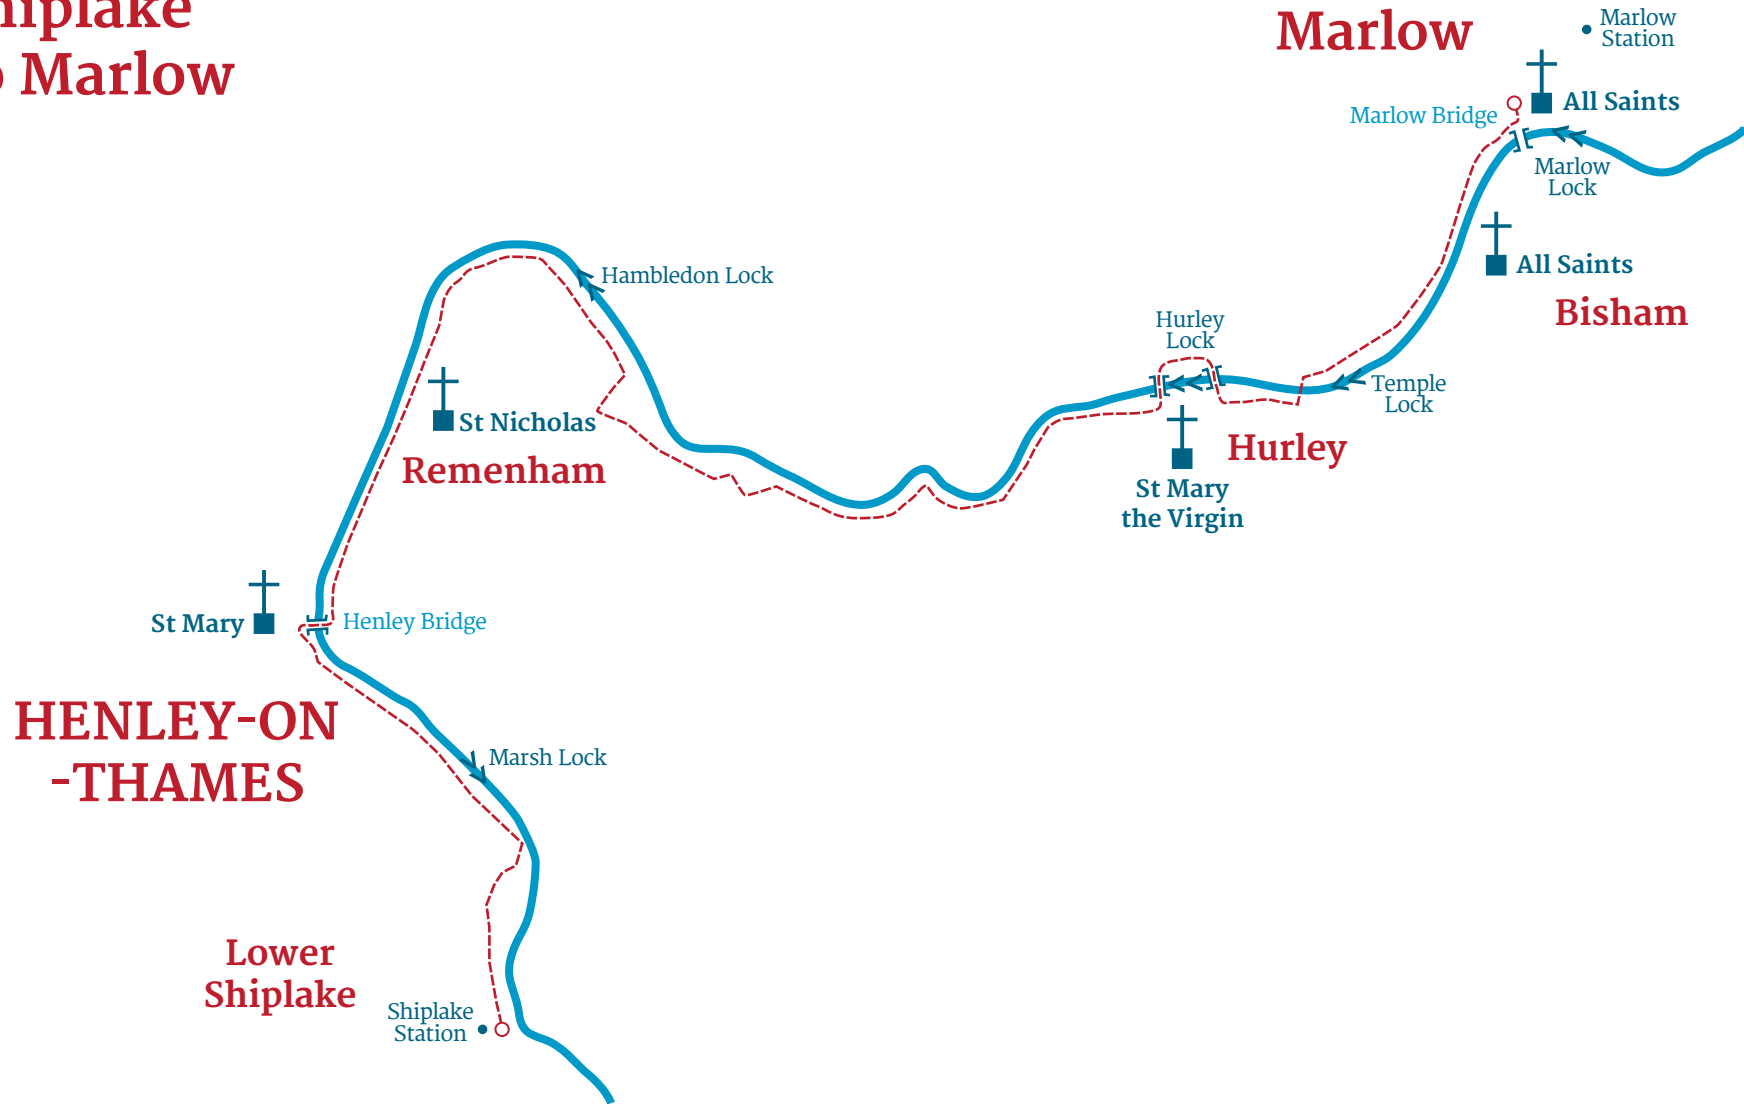 Marlow
Marlow
Marlow
Station
All Saints
Marlow Bridge
Marlow
Lock
All Saints
Bisham
Hambledon Lock
Hurley
Lock
Temple
Lock
St Nicholas
Remenham
Hurley
St Mary
the Virgin
St Mary
Henley Bridge
HENLEY-ON
-THAMES
Marsh Lock
Lower
Shiplake
Shiplake
Station